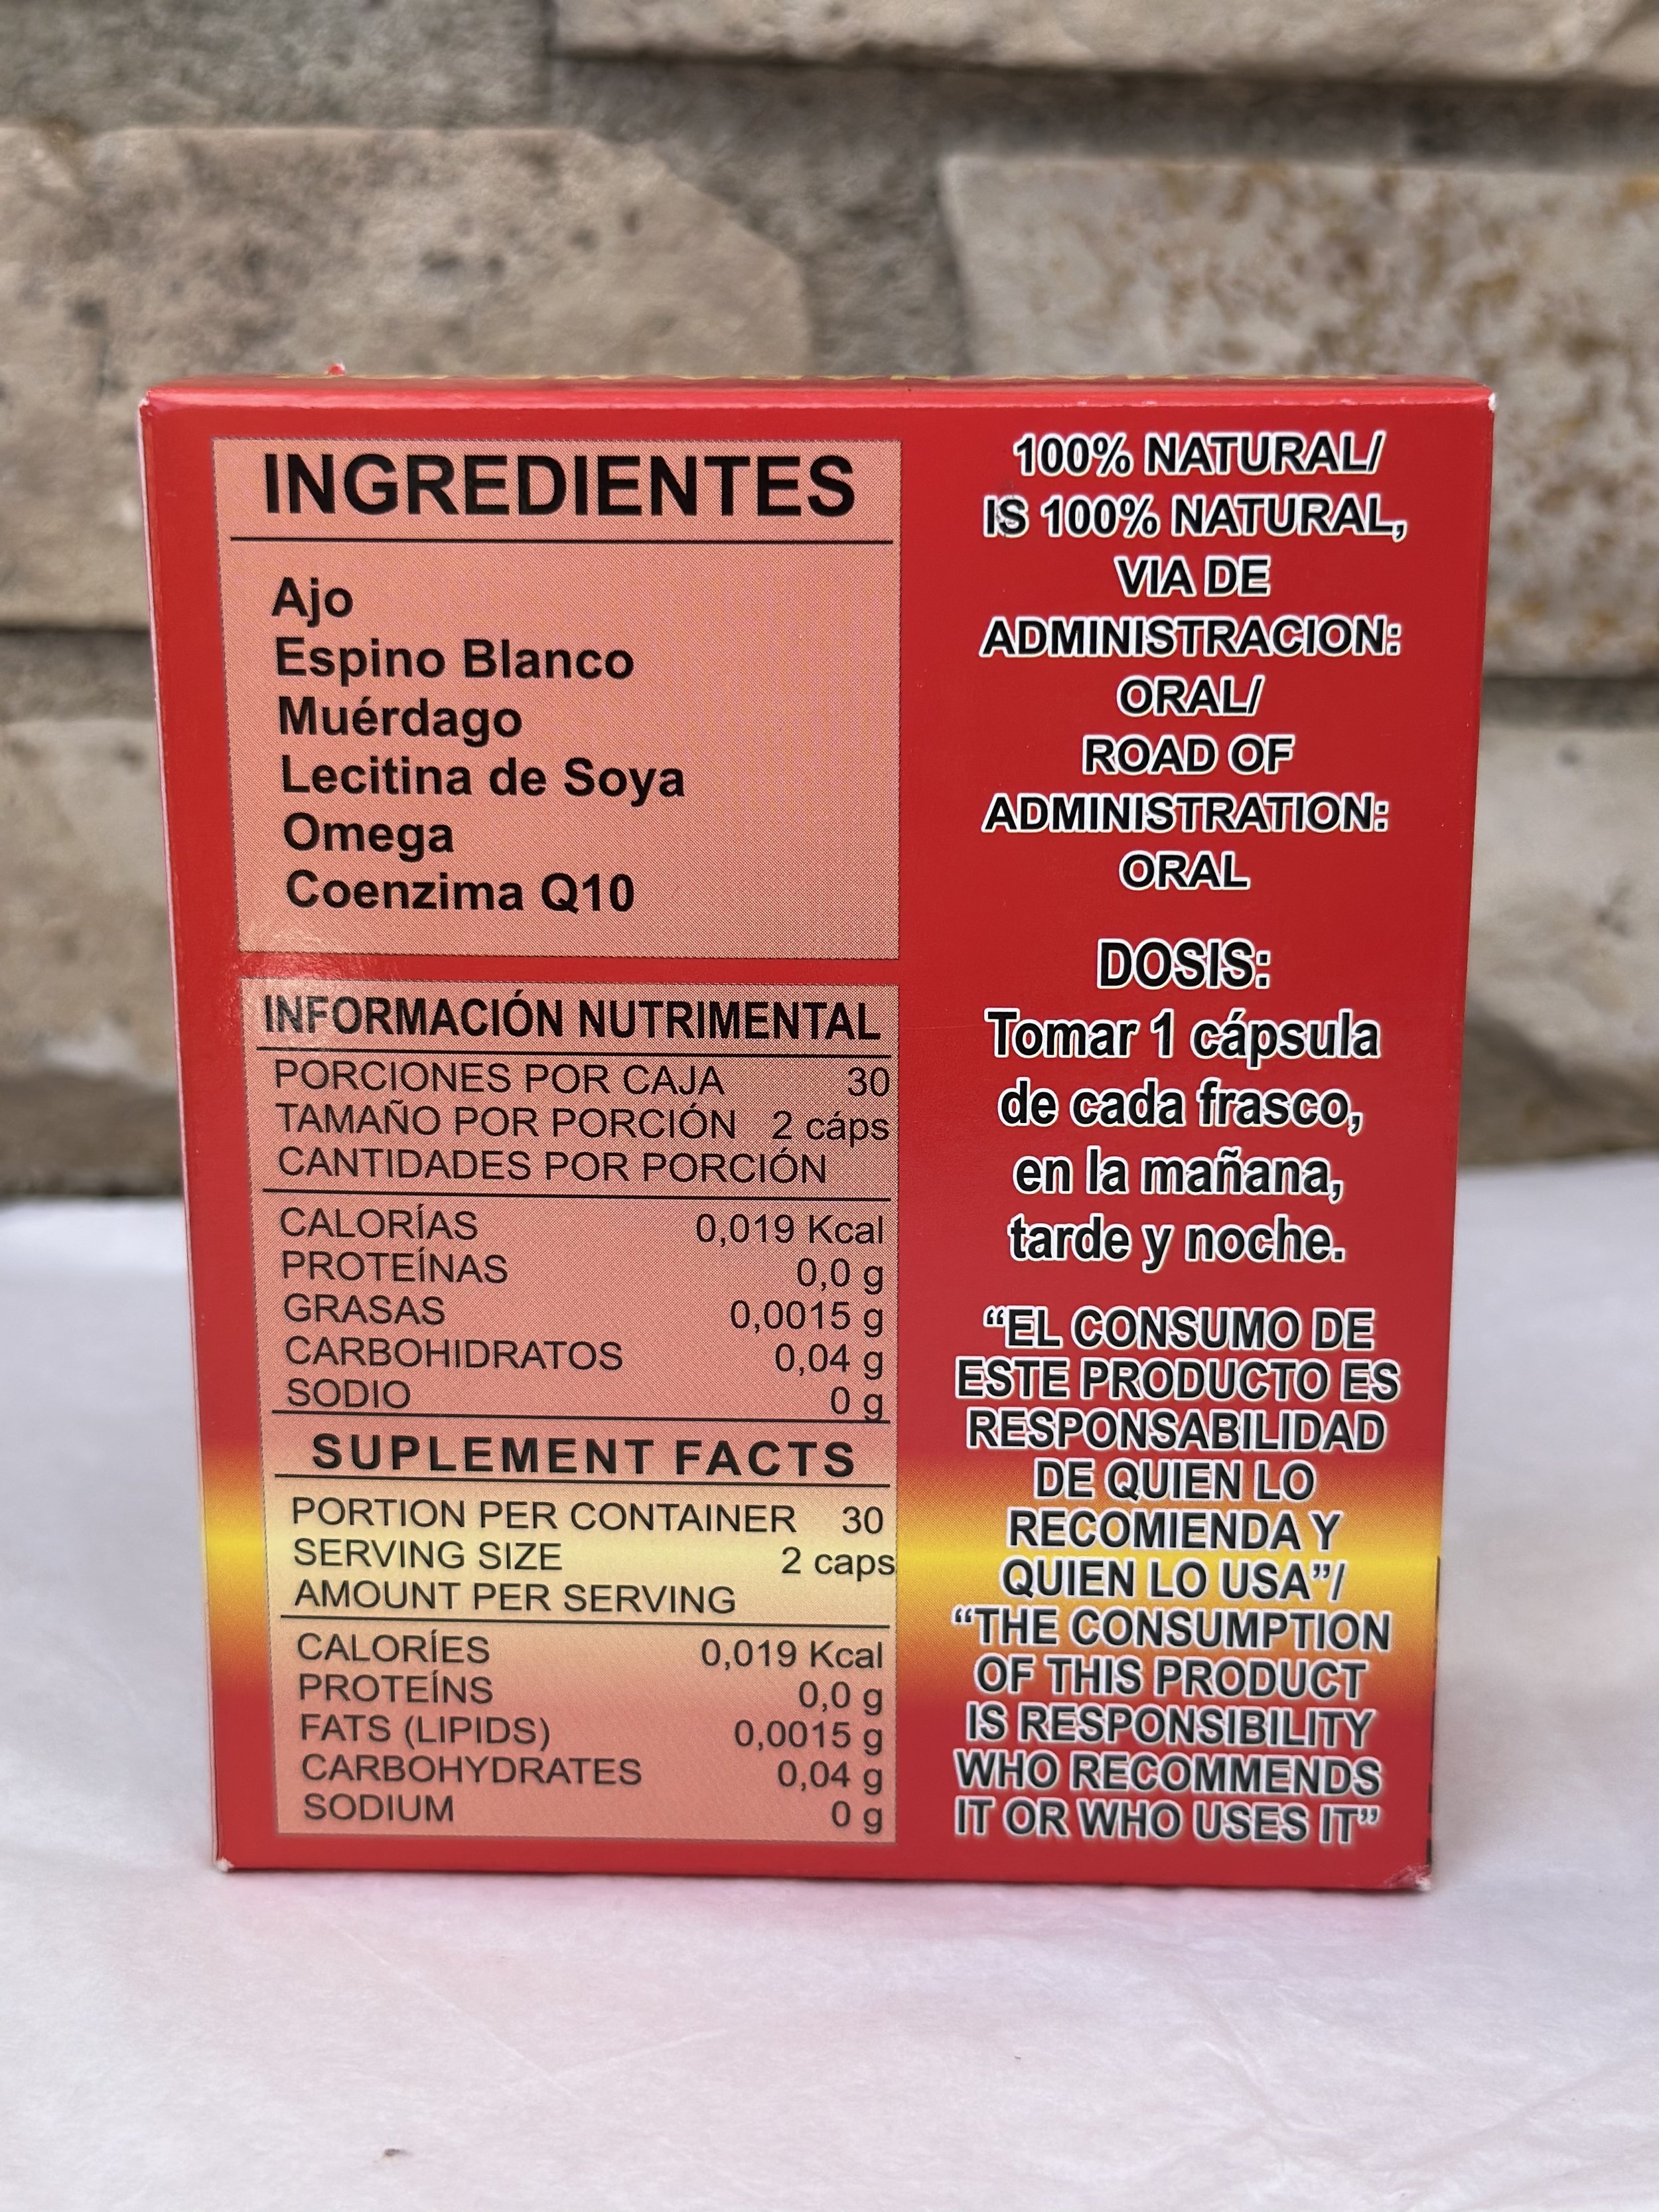 INGREDIENTES
Ajo
Espino Blanco
Muérdago
Lecitina de Soya
Omega
Coenzima Q10
INFORMACIÓN NUTRIMENTAL
PORCIONES POR CAJA 30
TAMAÑO POR PORCIÓN 2 cáps
CANTIDADES POR PORCIÓN
CALORÍAS 0,019 Kcal
PROTEÍNAS 0,0 g
GRASAS 0,0015 g
CARBOHIDRATOS 0,04 g
SODIO 0 g
SUPLEMENT FACTS
PORTION PER CONTAINER 30
SERVING SIZE 2 caps
AMOUNT PER SERVING
CALORÍES 0,019 Kcal
PROTEÍNS 0,0 g
FATS (LIPIDS) 0,0015 g
CARBOHYDRATES 0,04 g
SODIUM 0 g
100% NATURAL/
IS 100% NATURAL,
VIA DE
ADMINISTRACION:
ORAL/
ROAD OF
ADMINISTRATION:
ORAL
DOSIS:
Tomar 1 cápsula
de cada frasco,
en la mañana,
tarde y noche.
“EL CONSUMO DE
ESTE PRODUCTO ES
RESPONSABILIDAD
DE QUIEN LO
RECOMIENDA Y
QUIEN LO USA”/
“THE CONSUMPTION
OF THIS PRODUCT
IS RESPONSIBILITY
WHO RECOMMENDS
IT OR WHO USES IT”